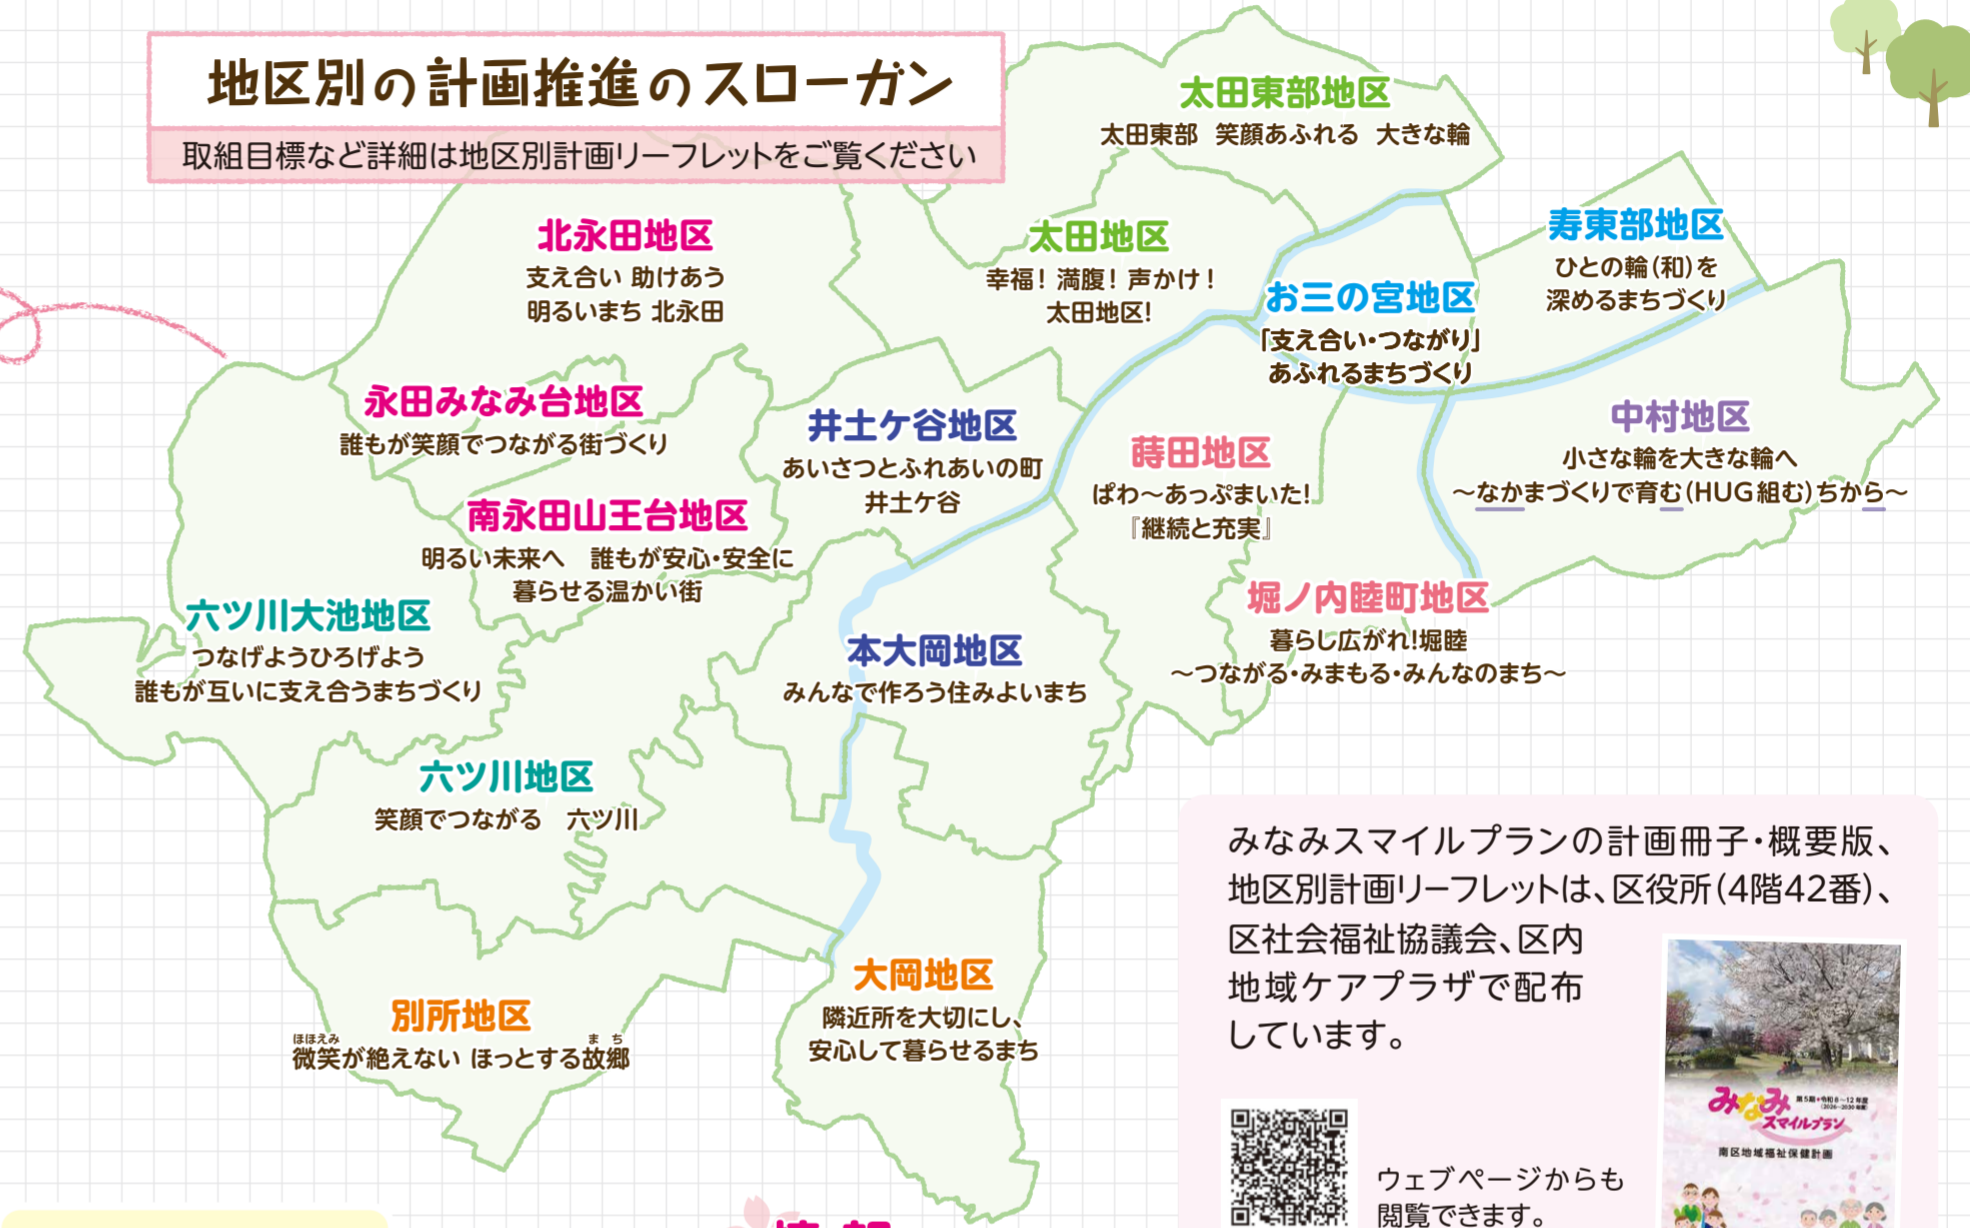 地区別の計画推進のスローガン
取組目標など詳細は地区別計画リーフレットをご覧ください
太田東部地区
太田東部 笑顔あふれる 大きな輪
北永田地区
支え合い 助けあう
明るいまち 北永田
太田地区
幸福！満腹！声かけ！
太田地区！
寿東部地区
ひとの輪（和）を
深めるまちづくり
お三の宮地区
「支え合い・つながり」
あふれるまちづくり
永田みなみ台地区
誰もが笑顔でつながる街づくり
井土ケ谷地区
あいさつとふれあいの町
井土ケ谷
蒔田地区
ぱわ〜あっぷまいた！
『継続と充実』
中村地区
小さな輪を大きな輪へ
〜なかまづくりで育む（HUG組む）ちから〜
南永田山王台地区
明るい未来へ 誰もが安心・安全に
暮らせる温かい街
六ツ川大池地区
つなげようひろげよう
誰もが互いに支え合うまちづくり
本大岡地区
みんなで作ろう住みよいまち
堀ノ内睦町地区
暮らし広がれ！堀睦
〜つながる・みまもる・みんなのまち〜
六ツ川地区
笑顔でつながる 六ツ川
別所地区
ほほえみ ま ち
微笑が絶えない ほっとする故郷
大岡地区
隣近所を大切にし、
安心して暮らせるまち
みなみスマイルプランの計画冊子・概要版、
地区別計画リーフレットは、区役所（4階42番）、
区社会福祉協議会、区内
地域ケアプラザで配布
しています。
ウェブページからも
閲覧できます。
みなみ
第5期・令和8〜12年度
（2026〜2030年度）
スマイルプラン
南区地域福祉保健計画